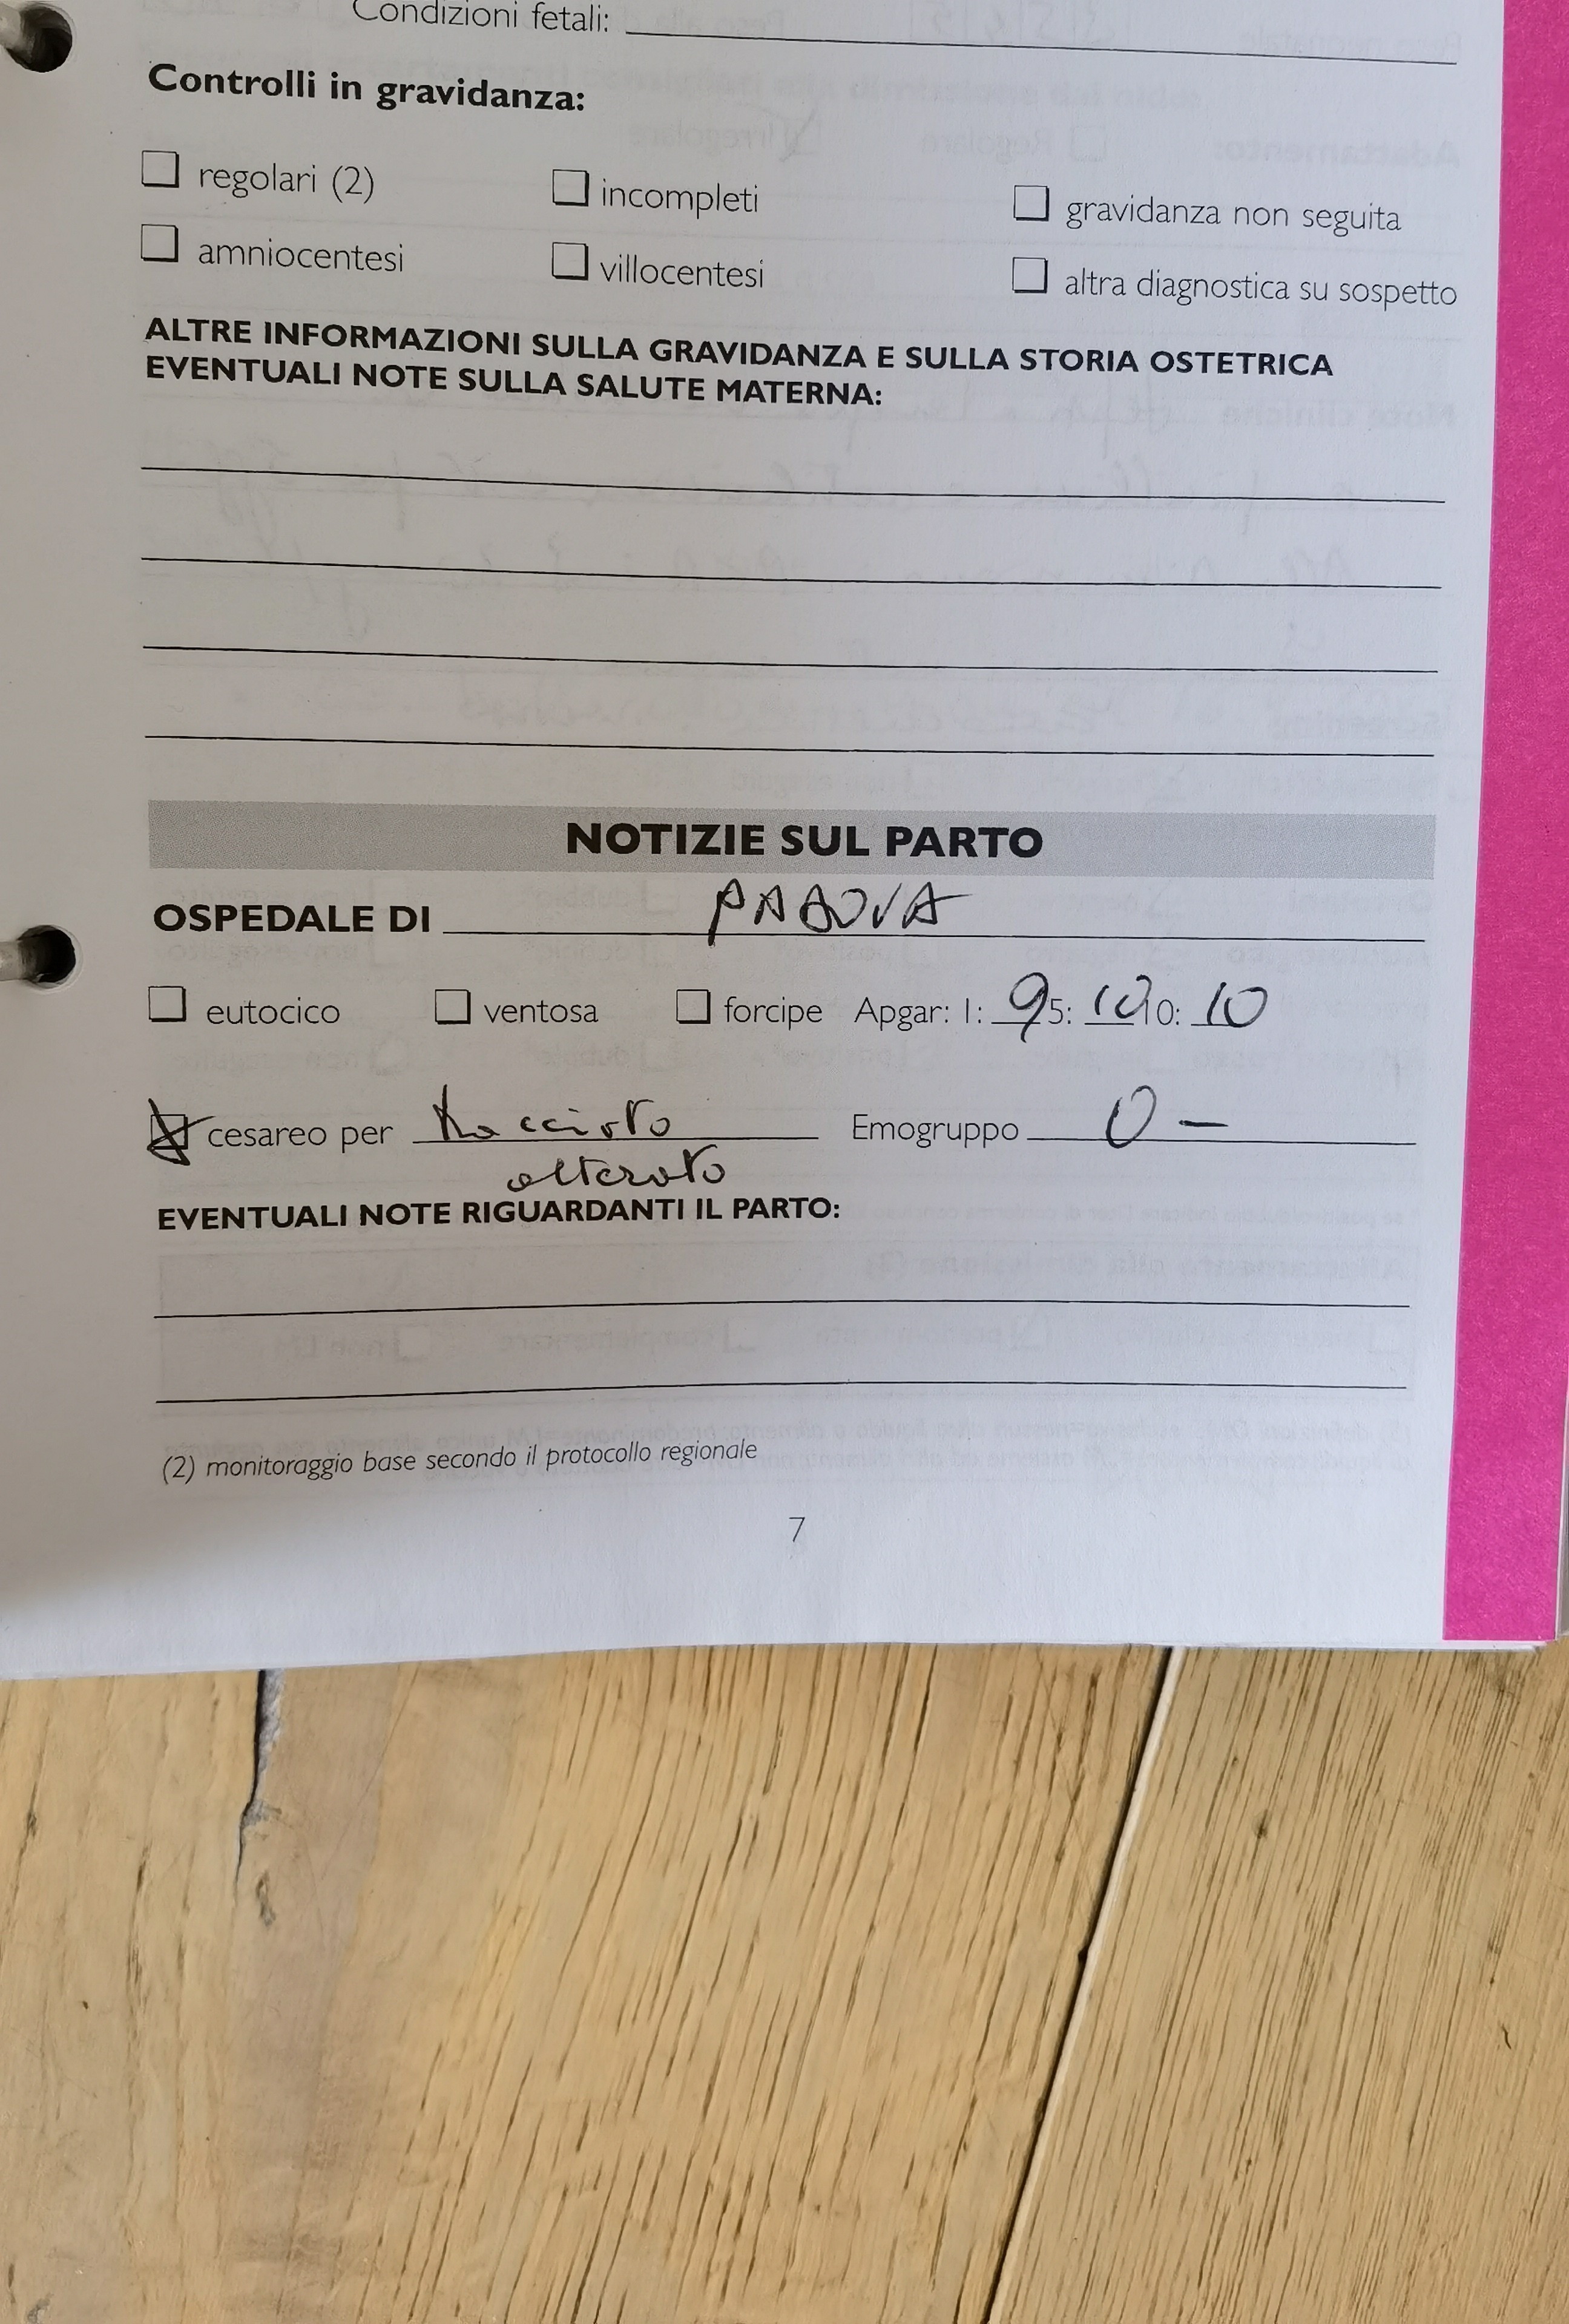 Condizioni fetali:
Controlli in gravidanza:
regolari (2) incompleti gravidanza non seguita
amniocentesi villocentesi altra diagnostica su sospetto
ALTRE INFORMAZIONI SULLA GRAVIDANZA E SULLA STORIA OSTETRICA
EVENTUALI NOTE SULLA SALUTE MATERNA:
NOTIZIE SUL PARTO
OSPEDALE DI PADOVA
eutocico ventosa forcipe Apgar: 1: 9 5: 10 10: 10
cesareo per tracciato Emogruppo 0 -
alterato
EVENTUALI NOTE RIGUARDANTI IL PARTO:
(2) monitoraggio base secondo il protocollo regionale
7